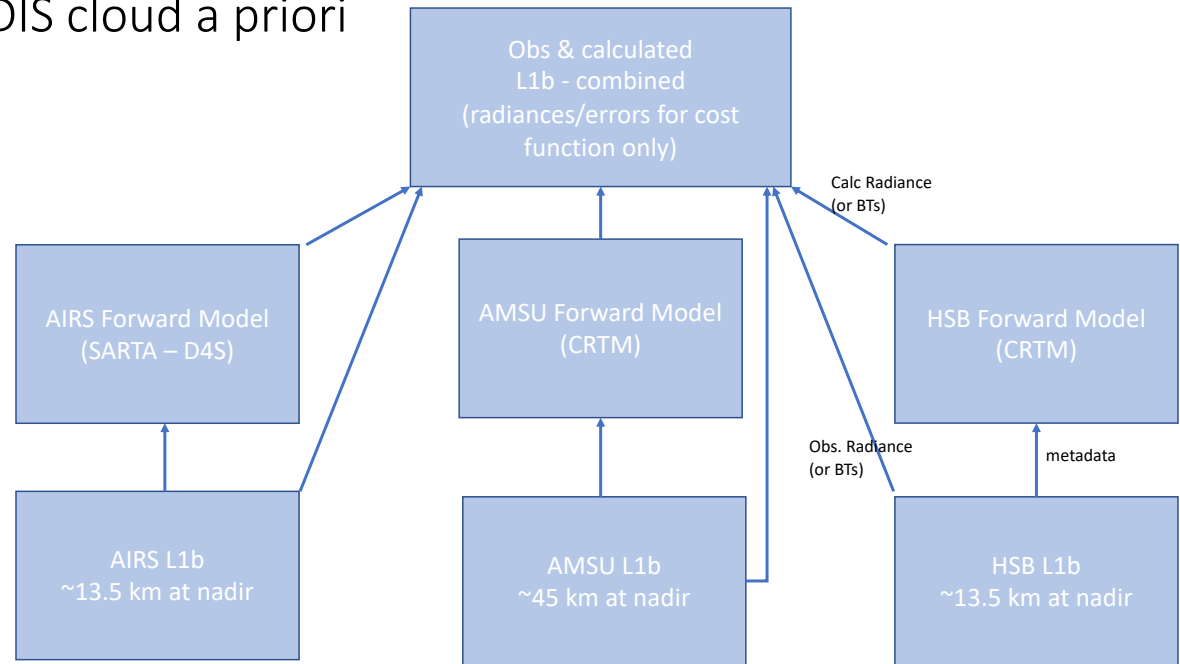 DIS cloud a priori
Obs & calculated
L1b - combined
(radiances/errors for cost
function only)
Calc Radiance
(or BTs)
AIRS Forward Model
(SARTA – D4S)
AMSU Forward Model
(CRTM)
HSB Forward Model
(CRTM)
Obs. Radiance
(or BTs)
metadata
AIRS L1b
~13.5 km at nadir
AMSU L1b
~45 km at nadir
HSB L1b
~13.5 km at nadir